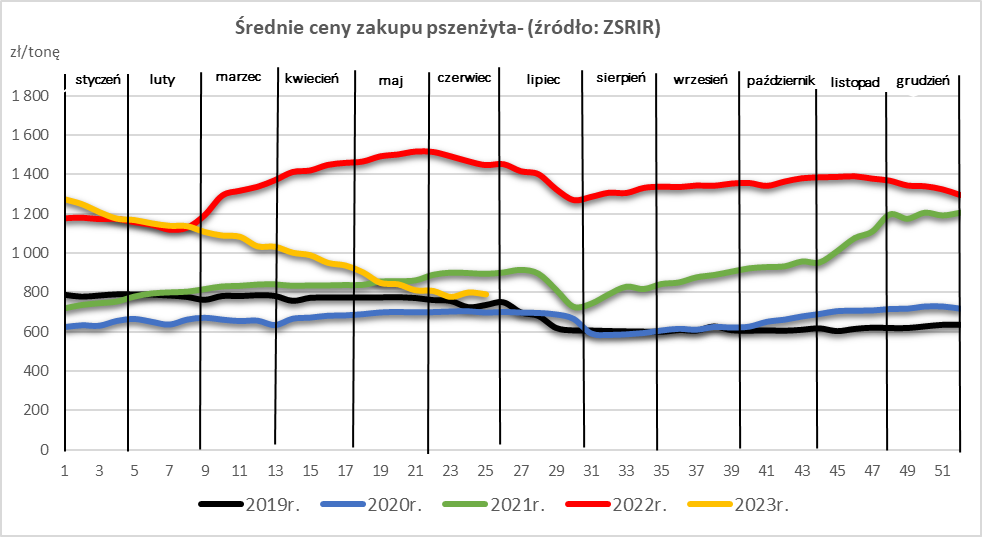 Średnie ceny zakupu pszenżyta- (źródło: ZSRIR)
zł/tonę
styczeń luty marzec kwiecień maj czerwiec lipiec sierpień wrzesień październik listopad grudzień
1 800
1 600
1 400
1 200
1 000
800
600
400
200
0
1 3 5 7 9 11 13 15 17 19 21 23 25 27 29 31 33 35 37 39 41 43 45 47 49 51
2019r. 2020r. 2021r. 2022r. 2023r.